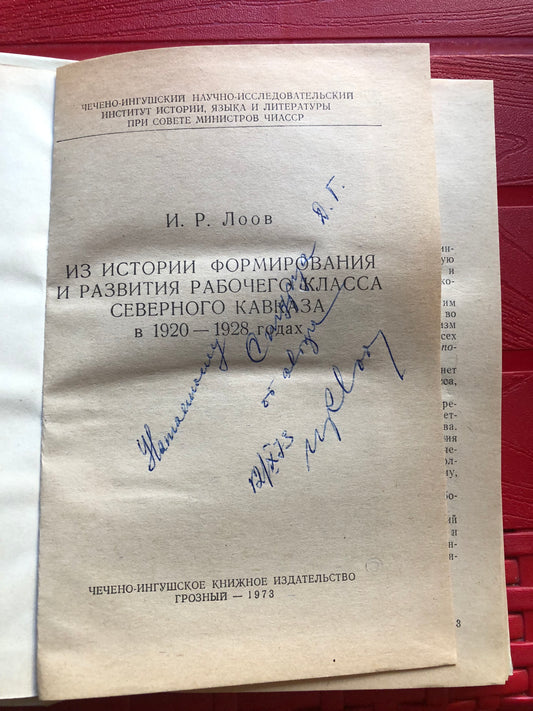 ЧЕЧЕНО-ИНГУШСКИЙ НАУЧНО-ИССЛЕДОВАТЕЛЬСКИЙ
ИНСТИТУТ ИСТОРИИ, ЯЗЫКА И ЛИТЕРАТУРЫ
ПРИ СОВЕТЕ МИНИСТРОВ ЧИАССР
И. Р. Лоов
ИЗ ИСТОРИИ ФОРМИРОВАНИЯ
И РАЗВИТИЯ РАБОЧЕГО КЛАССА
СЕВЕРНОГО КАВКАЗА
в 1920 — 1928 годах
Д. Г.
от автора
12/X 73
ЧЕЧЕНО-ИНГУШСКОЕ КНИЖНОЕ ИЗДАТЕЛЬСТВО
ГРОЗНЫЙ — 1973
3